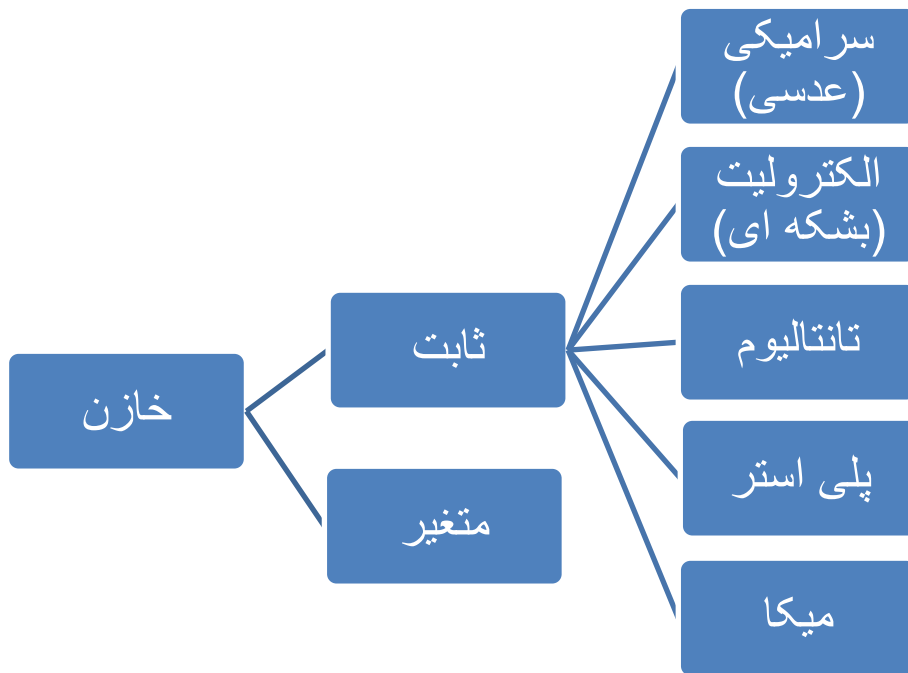 خازن
ثابت
متغیر
سرامیکی
(عدسی)
الکترولیت
(بشکه ای)
تانتالیوم
پلی استر
میکا